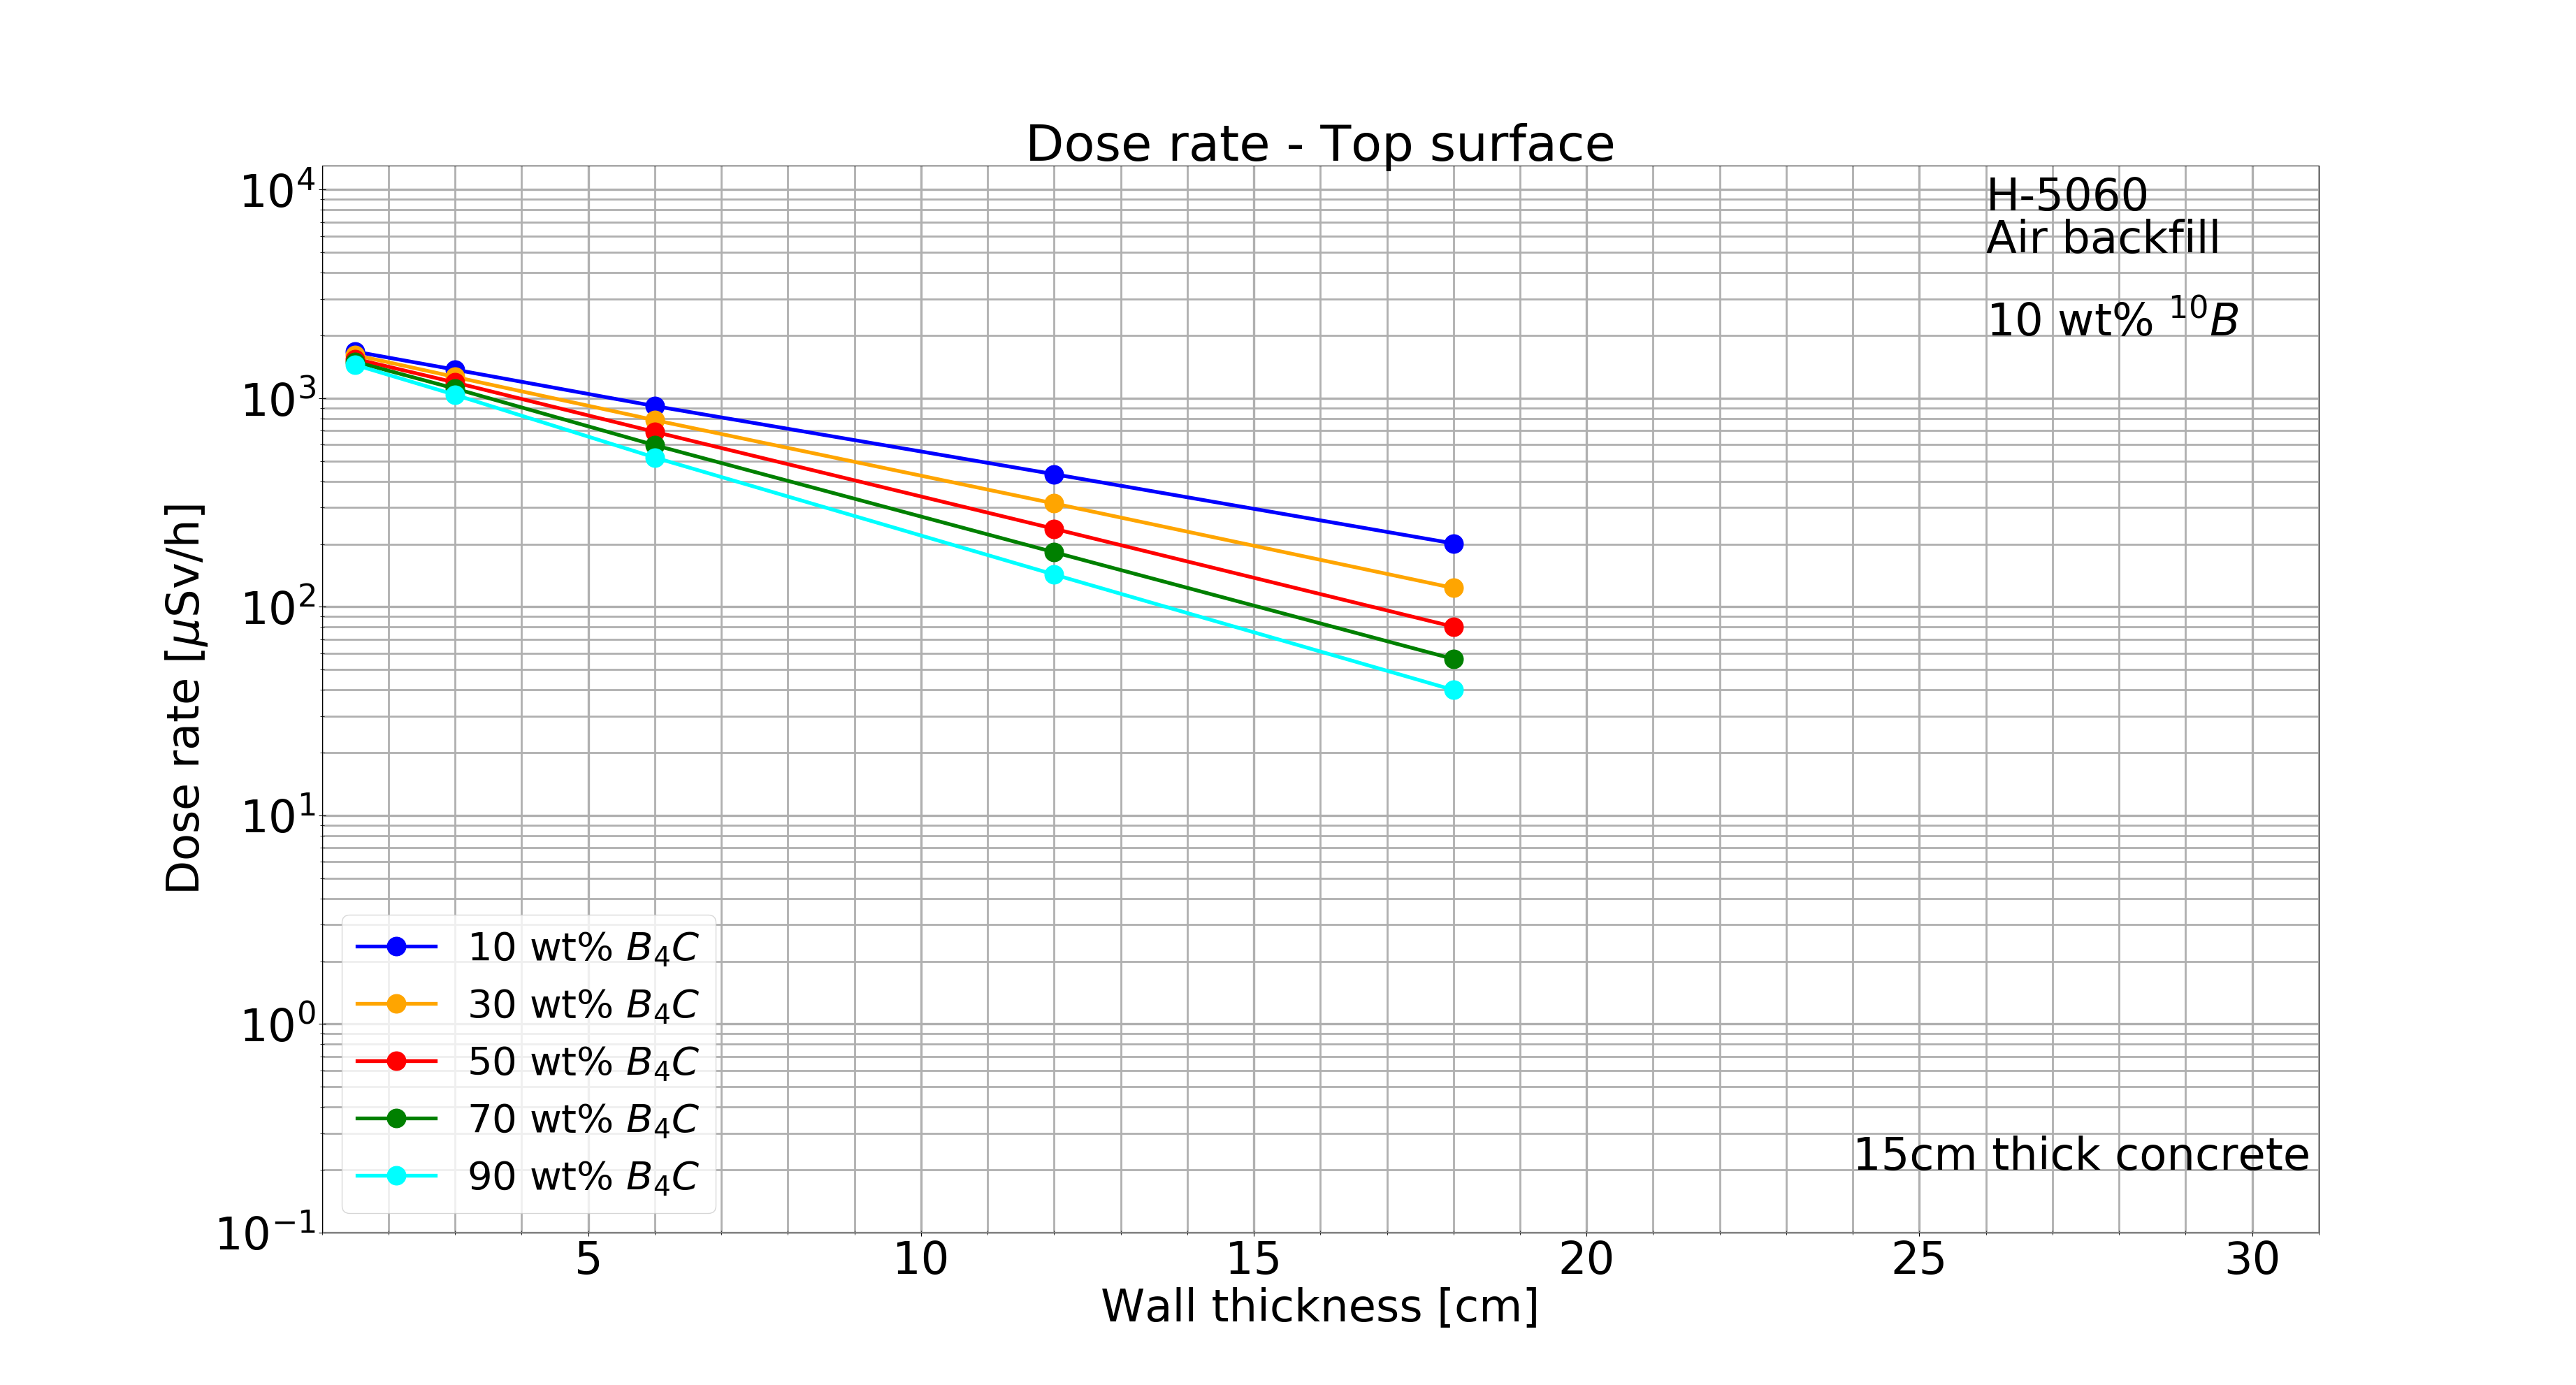 Dose rate - Top surface
10⁴
10³
10²
10¹
10⁰
10⁻¹
Dose rate [μSv/h]
H-5060
Air backfill
10 wt% ¹⁰B
10 wt% B₄C
30 wt% B₄C
50 wt% B₄C
70 wt% B₄C
90 wt% B₄C
15cm thick concrete
5 10 15 20 25 30
Wall thickness [cm]